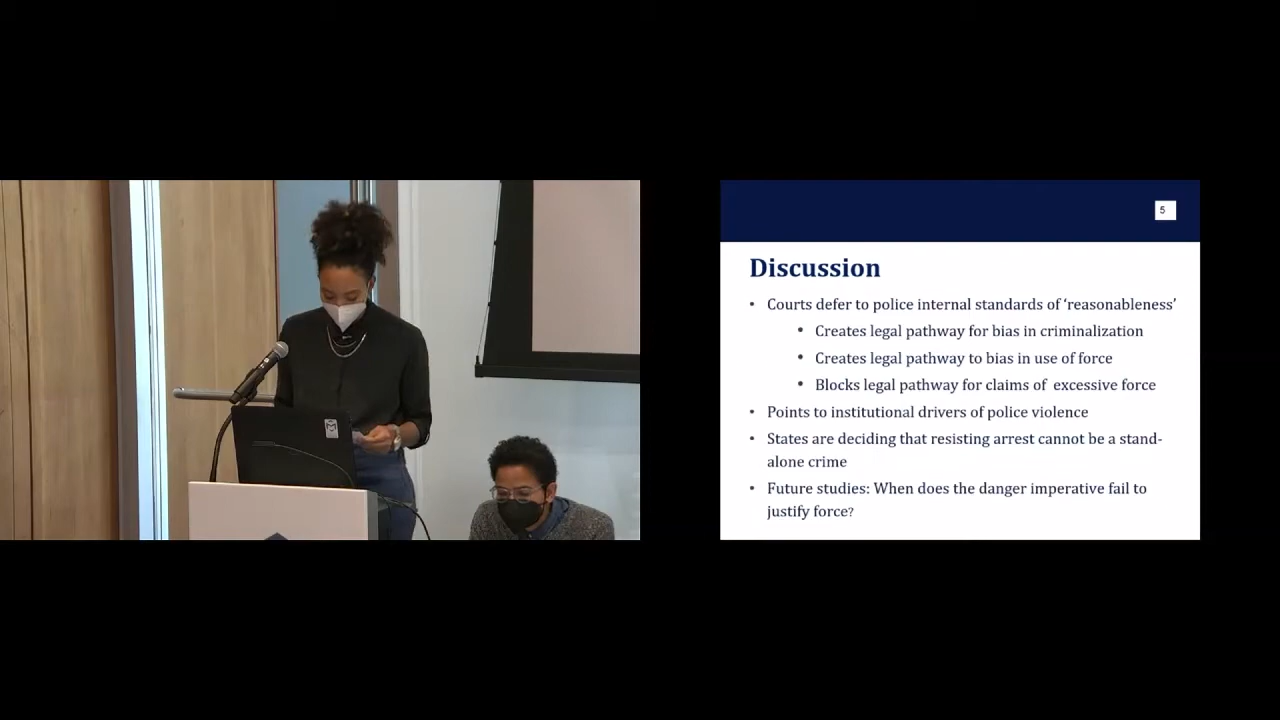 5
Discussion
• Courts defer to police internal standards of ‘reasonableness’
• Creates legal pathway for bias in criminalization
• Creates legal pathway to bias in use of force
• Blocks legal pathway for claims of excessive force
• Points to institutional drivers of police violence
• States are deciding that resisting arrest cannot be a stand-
alone crime
• Future studies: When does the danger imperative fail to
justify force?